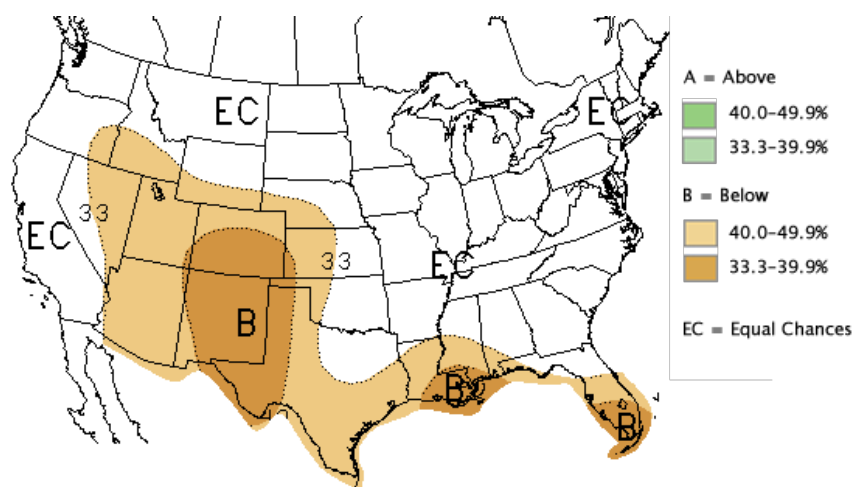 EC
EC
33
EC
33
EC
B
B
B
A = Above
40.0–49.9%
33.3–39.9%
B = Below
40.0–49.9%
33.3–39.9%
EC = Equal Chances